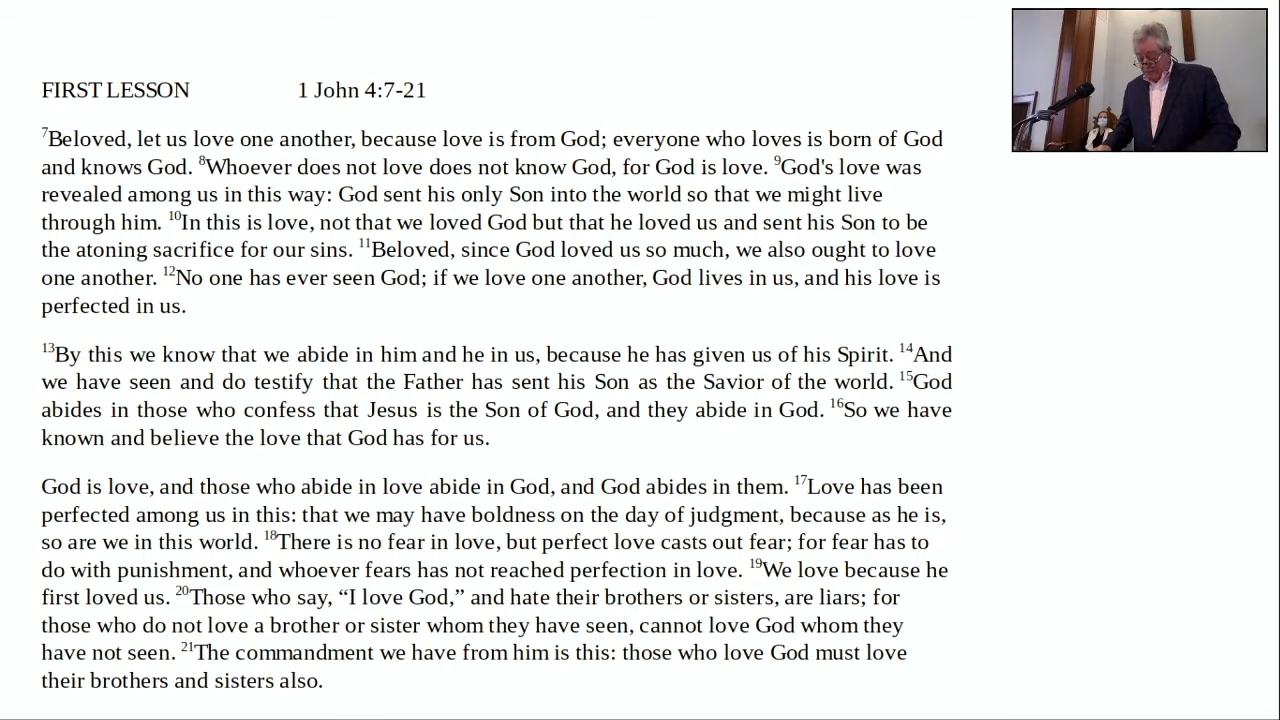 FIRST LESSON 1 John 4:7-21
7Beloved, let us love one another, because love is from God; everyone who loves is born of God
and knows God. 8Whoever does not love does not know God, for God is love. 9God's love was
revealed among us in this way: God sent his only Son into the world so that we might live
through him. 10In this is love, not that we loved God but that he loved us and sent his Son to be
the atoning sacrifice for our sins. 11Beloved, since God loved us so much, we also ought to love
one another. 12No one has ever seen God; if we love one another, God lives in us, and his love is
perfected in us.
13By this we know that we abide in him and he in us, because he has given us of his Spirit. 14And
we have seen and do testify that the Father has sent his Son as the Savior of the world. 15God
abides in those who confess that Jesus is the Son of God, and they abide in God. 16So we have
known and believe the love that God has for us.
God is love, and those who abide in love abide in God, and God abides in them. 17Love has been
perfected among us in this: that we may have boldness on the day of judgment, because as he is,
so are we in this world. 18There is no fear in love, but perfect love casts out fear; for fear has to
do with punishment, and whoever fears has not reached perfection in love. 19We love because he
first loved us. 20Those who say, “I love God,” and hate their brothers or sisters, are liars; for
those who do not love a brother or sister whom they have seen, cannot love God whom they
have not seen. 21The commandment we have from him is this: those who love God must love
their brothers and sisters also.